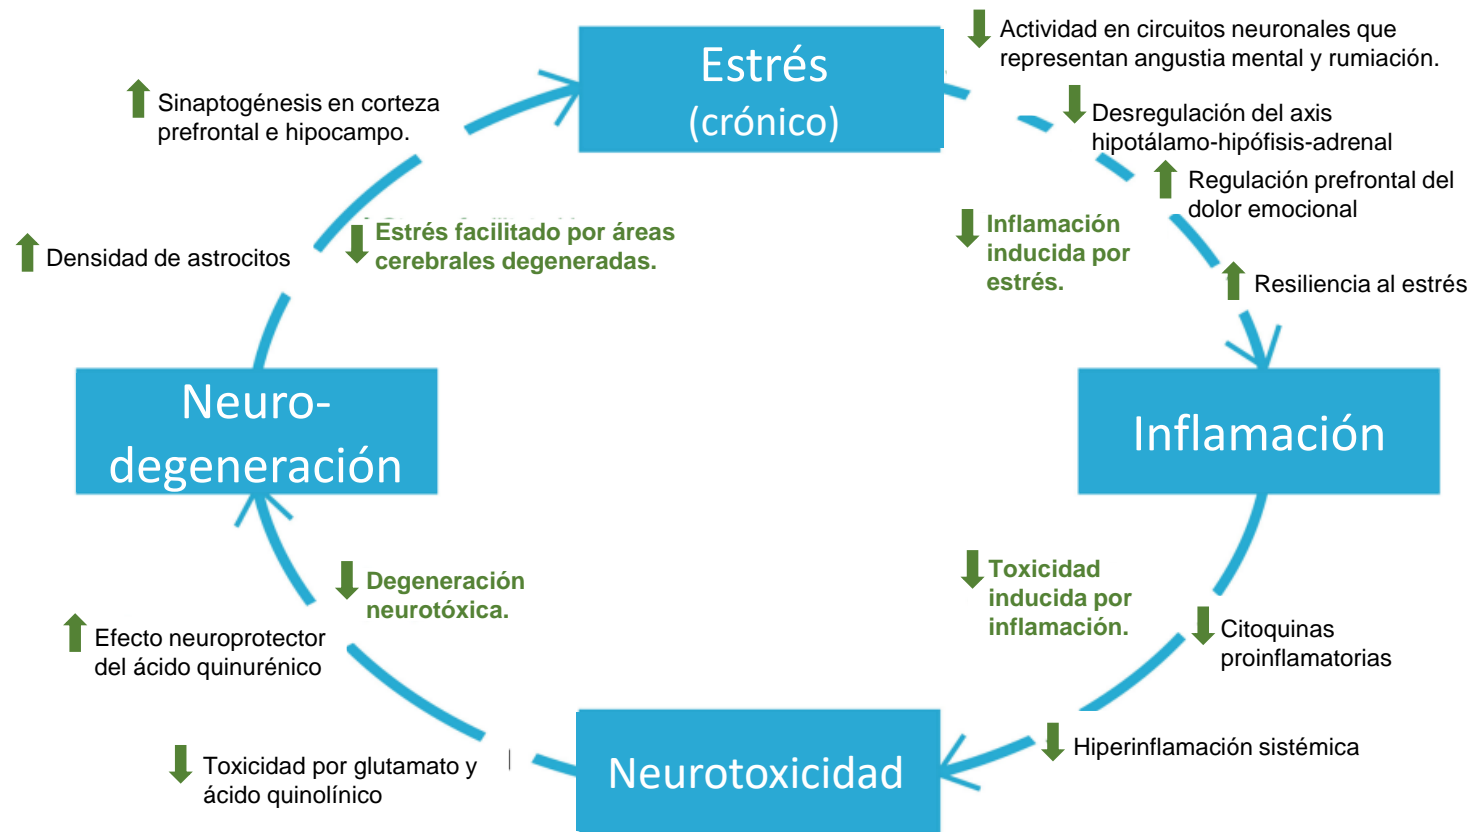 Estrés
(crónico)
Actividad en circuitos neuronales que
representan angustia mental y rumiación.
Desregulación del axis
hipotálamo-hipófisis-adrenal
Regulación prefrontal del
dolor emocional
Resiliencia al estrés
Inflamación
inducida por
estrés.
Inflamación
Toxicidad
inducida por
inflamación.
Citoquinas
proinflamatorias
Hiperinflamación sistémica
Neurotoxicidad
Toxicidad por glutamato y
ácido quinolínico
Efecto neuroprotector
del ácido quinurénico
Degeneración
neurotóxica.
Neuro-
degeneración
Densidad de astrocitos
Sinaptogénesis en corteza
prefrontal e hipocampo.
Estrés facilitado por áreas
cerebrales degeneradas.